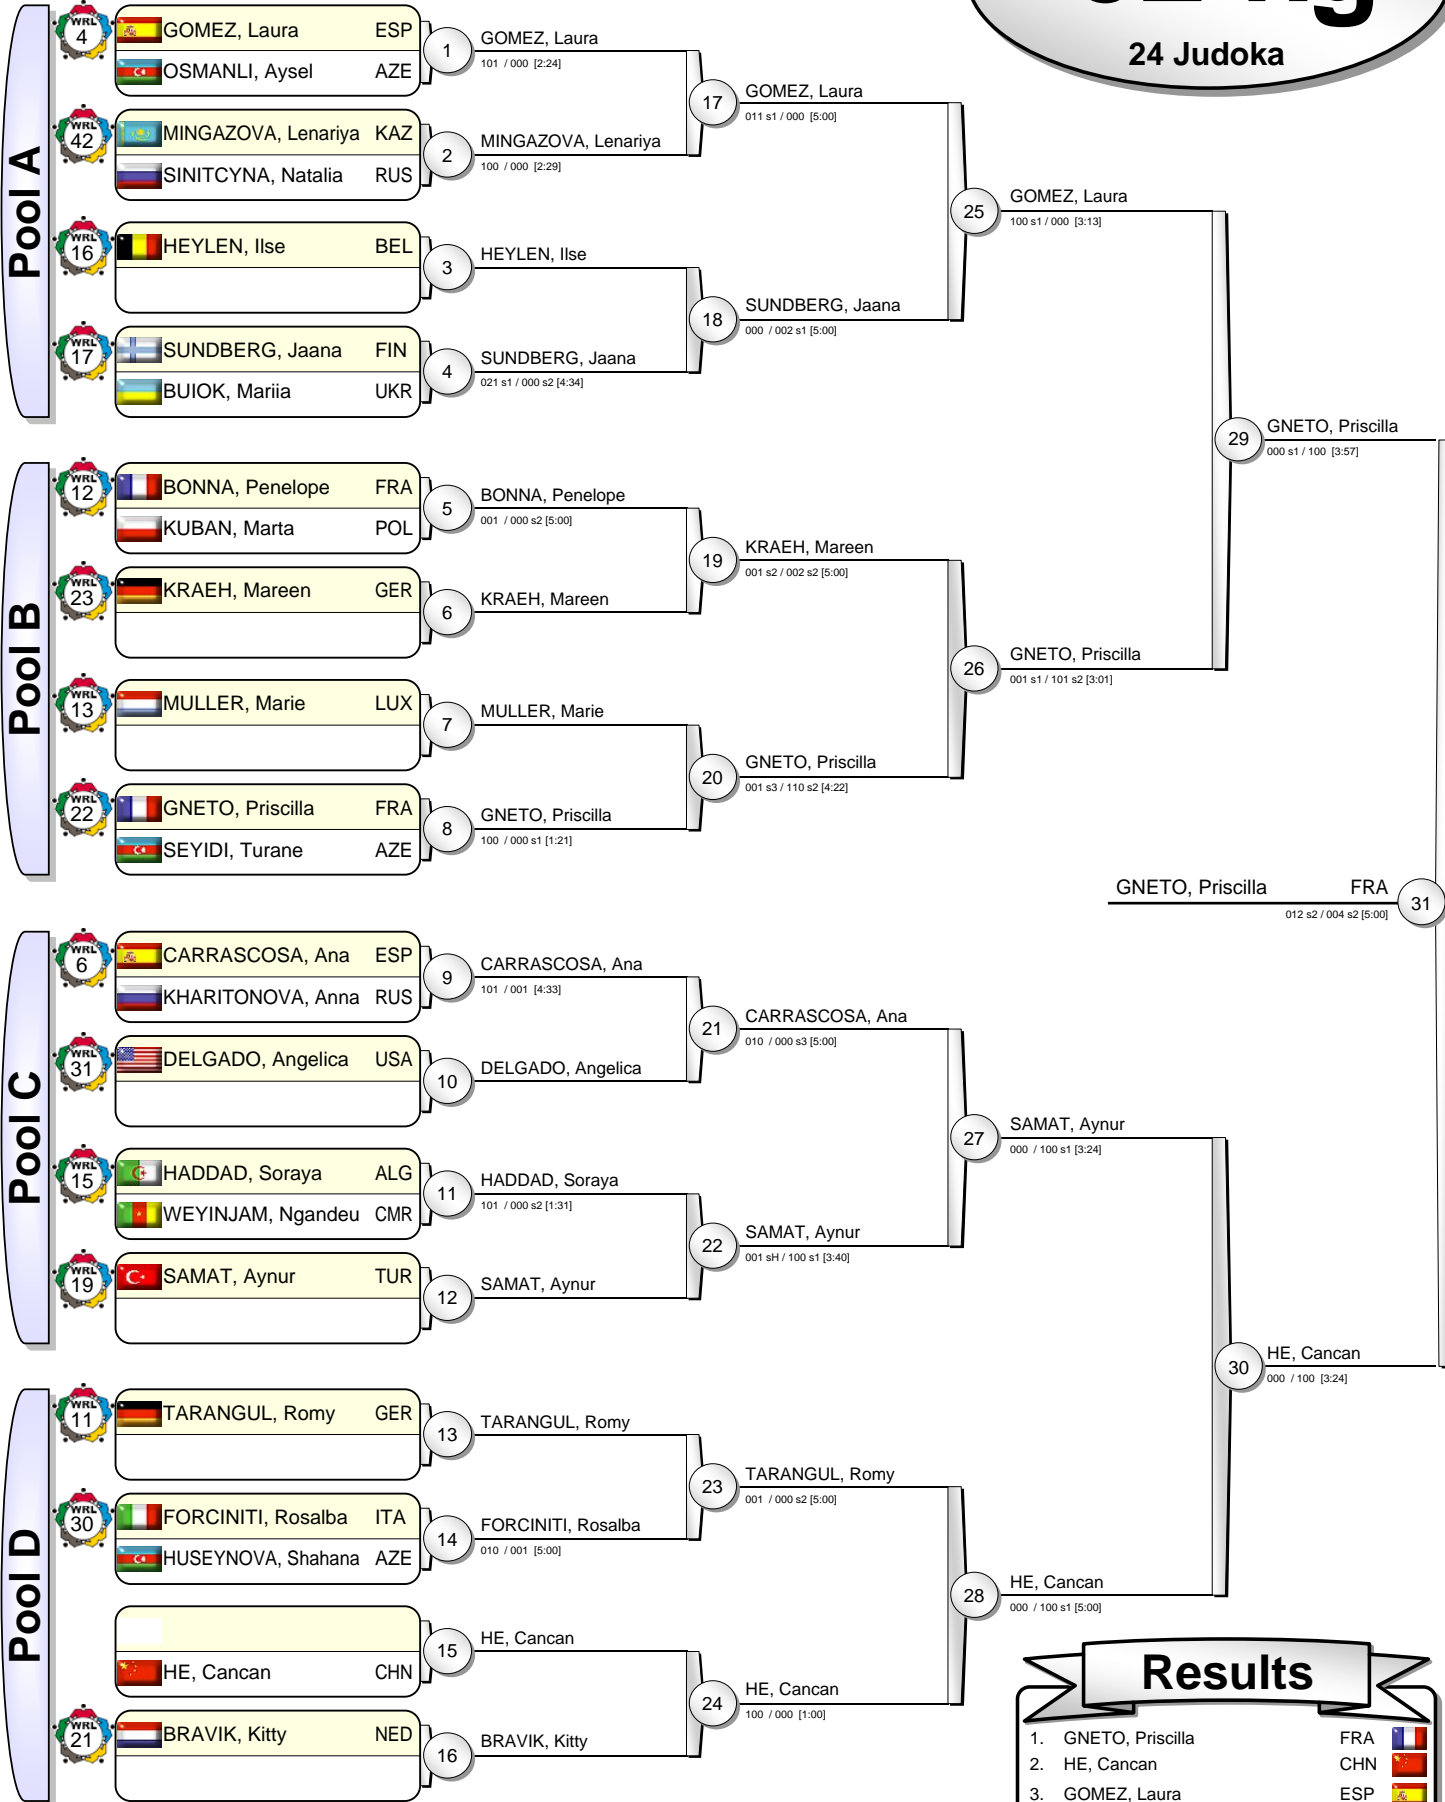 24 Judoka
Pool A
WRL 4
GOMEZ, Laura ESP
OSMANLI, Aysel AZE
1
GOMEZ, Laura
101 / 000 [2:24]
WRL 42
MINGAZOVA, Lenariya KAZ
SINITCYNA, Natalia RUS
2
MINGAZOVA, Lenariya
100 / 000 [2:29]
17
GOMEZ, Laura
011 s1 / 000 [5:00]
WRL 16
HEYLEN, Ilse BEL
3
HEYLEN, Ilse
WRL 17
SUNDBERG, Jaana FIN
BUIOK, Mariia UKR
4
SUNDBERG, Jaana
021 s1 / 000 s2 [4:34]
18
SUNDBERG, Jaana
000 / 002 s1 [5:00]
25
GOMEZ, Laura
100 s1 / 000 [3:13]
Pool B
WRL 12
BONNA, Penelope FRA
KUBAN, Marta POL
5
BONNA, Penelope
001 / 000 s2 [5:00]
WRL 23
KRAEH, Mareen GER
6
KRAEH, Mareen
19
KRAEH, Mareen
001 s2 / 002 s2 [5:00]
WRL 13
MULLER, Marie LUX
7
MULLER, Marie
WRL 22
GNETO, Priscilla FRA
SEYIDI, Turane AZE
8
GNETO, Priscilla
100 / 000 s1 [1:21]
20
GNETO, Priscilla
001 s3 / 110 s2 [4:22]
26
GNETO, Priscilla
001 s1 / 101 s2 [3:01]
29
GNETO, Priscilla
000 s1 / 100 [3:57]
GNETO, Priscilla FRA
012 s2 / 004 s2 [5:00]
31
Pool C
WRL 6
CARRASCOSA, Ana ESP
KHARITONOVA, Anna RUS
9
CARRASCOSA, Ana
101 / 001 [4:33]
WRL 31
DELGADO, Angelica USA
10
DELGADO, Angelica
21
CARRASCOSA, Ana
010 / 000 s3 [5:00]
WRL 15
HADDAD, Soraya ALG
WEYINJAM, Ngandeu CMR
11
HADDAD, Soraya
101 / 000 s2 [1:31]
WRL 19
SAMAT, Aynur TUR
12
SAMAT, Aynur
22
SAMAT, Aynur
001 sH / 100 s1 [3:40]
27
SAMAT, Aynur
000 / 100 s1 [3:24]
Pool D
WRL 11
TARANGUL, Romy GER
13
TARANGUL, Romy
WRL 30
FORCINITI, Rosalba ITA
HUSEYNOVA, Shahana AZE
14
FORCINITI, Rosalba
010 / 001 [5:00]
23
TARANGUL, Romy
001 / 000 s2 [5:00]
HE, Cancan CHN
15
HE, Cancan
WRL 21
BRAVIK, Kitty NED
16
BRAVIK, Kitty
24
HE, Cancan
100 / 000 [1:00]
28
HE, Cancan
000 / 100 s1 [5:00]
30
HE, Cancan
000 / 100 [3:24]
Results
1. GNETO, Priscilla FRA
2. HE, Cancan CHN
3. GOMEZ, Laura ESP